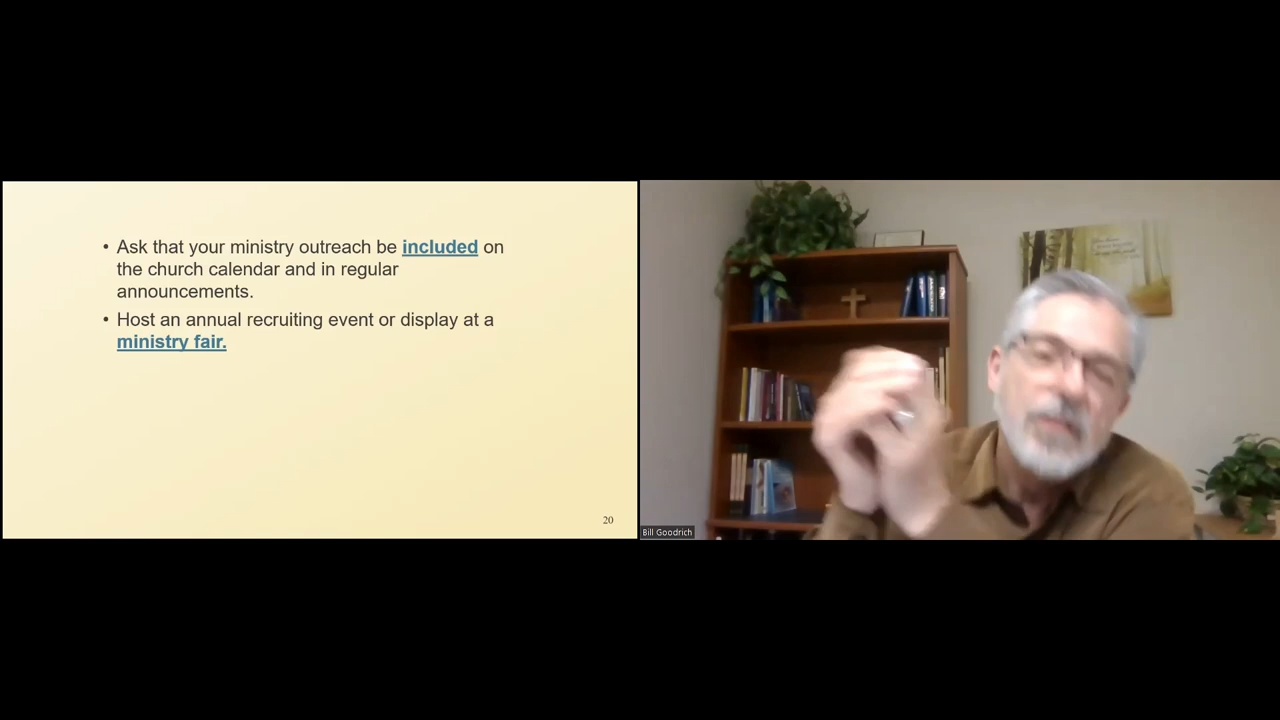 • Ask that your ministry outreach be included on
the church calendar and in regular
announcements.
• Host an annual recruiting event or display at a
ministry fair.
20
Bill Goodrich